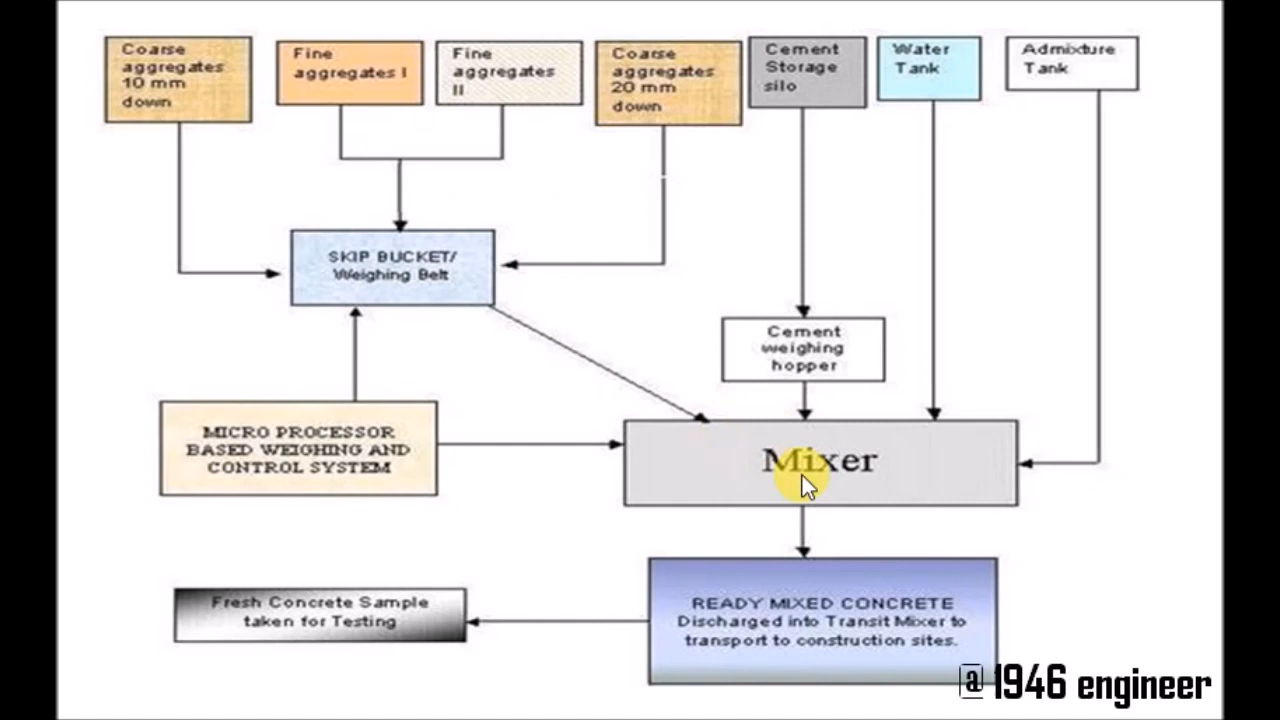 Coarse
aggregates
10 mm
down
Fine
aggregates I
Fine
aggregates
II
Coarse
aggregates
20 mm
down
Cement
Storage
silo
Water
Tank
Admixture
Tank
SKIP BUCKET/
Weighing Belt
Cement
weighing
hopper
MICRO PROCESSOR
BASED WEIGHING AND
CONTROL SYSTEM
Mixer
Fresh Concrete Sample
taken for Testing
READY MIXED CONCRETE
Discharged into Transit Mixer to
transport to construction sites.
@ 1946 engineer